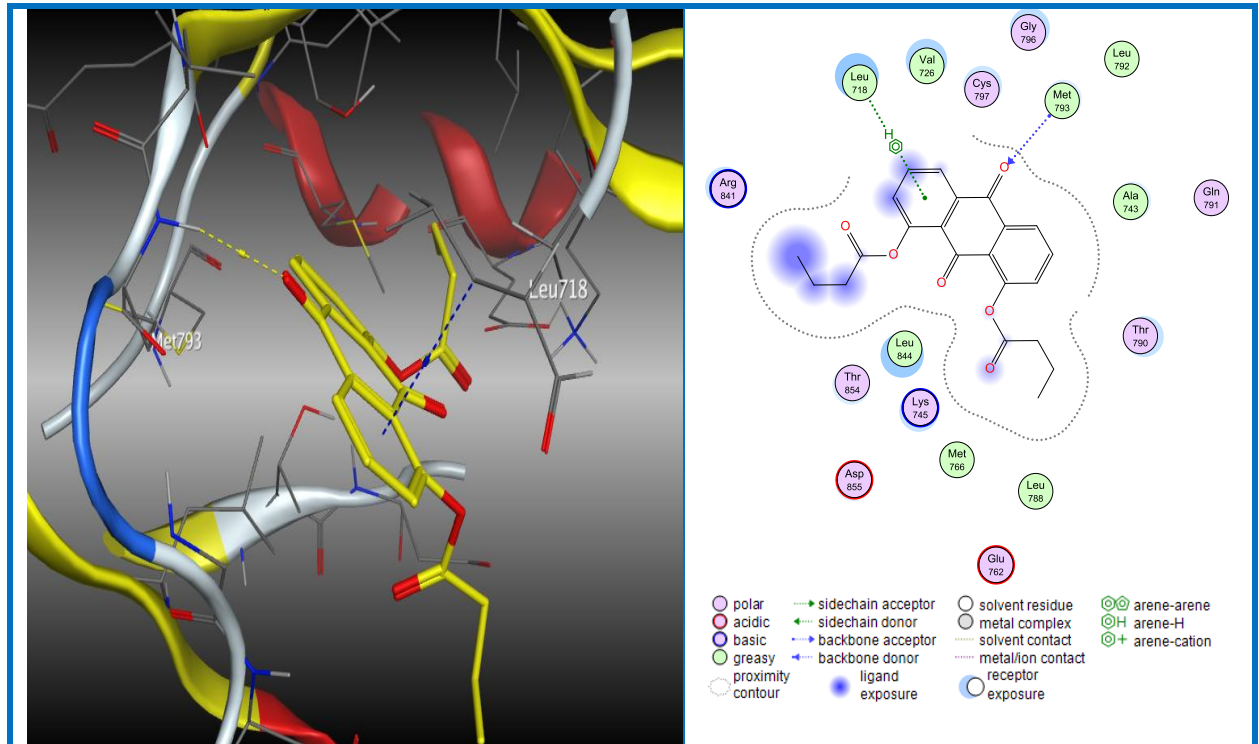 Met793
Leu718
Gly
796
Leu
792
Val
726
Leu
718
Cys
797
Met
793
H
O
Arg
841
Ala
743
Gln
791
O
O
O
O
Thr
790
Leu
844
O
Thr
854
Lys
745
Met
766
Asp
855
Leu
788
Glu
762
polar
acidic
basic
greasy
proximity
contour
sidechain acceptor
sidechain donor
backbone acceptor
backbone donor
ligand
exposure
solvent residue
metal complex
solvent contact
metal/ion contact
receptor
exposure
arene-arene
H arene-H
+ arene-cation